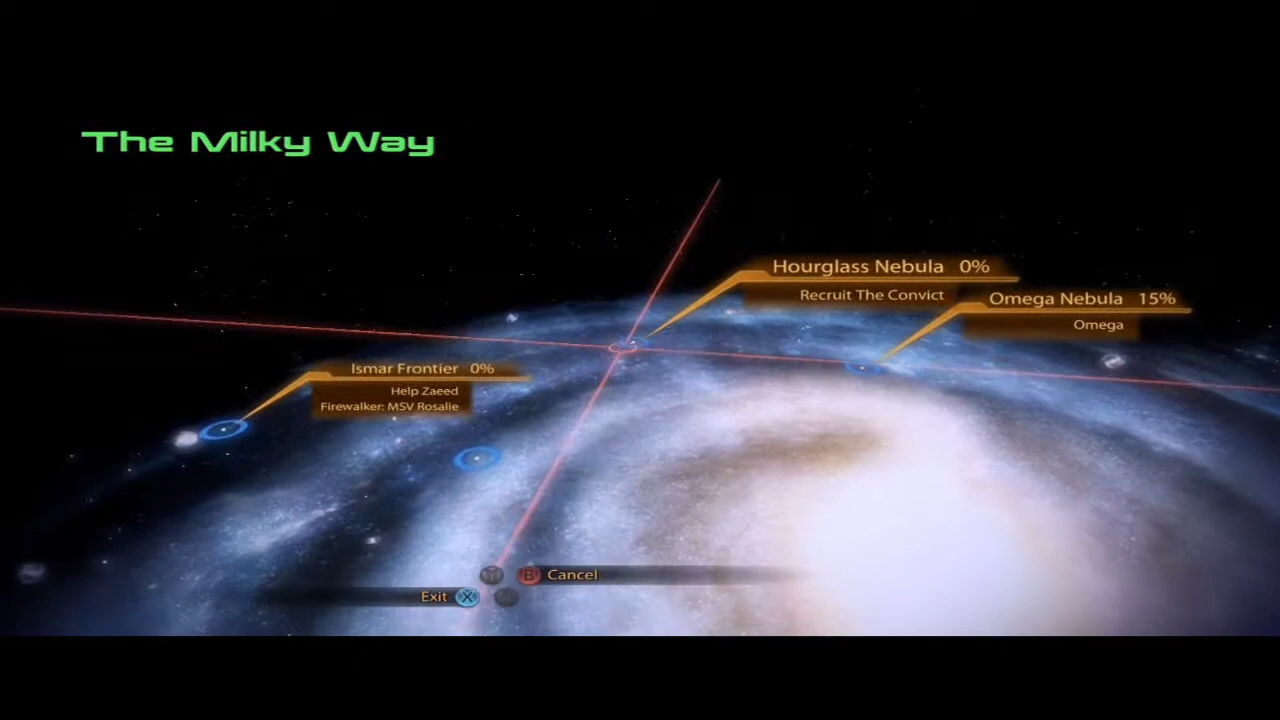 The Milky Way
Hourglass Nebula 0%
Recruit The Convict
Omega Nebula 15%
Omega
Ismar Frontier 0%
Help Zaeed
Firewalker: MSV Rosalie
Y B Cancel
Exit X